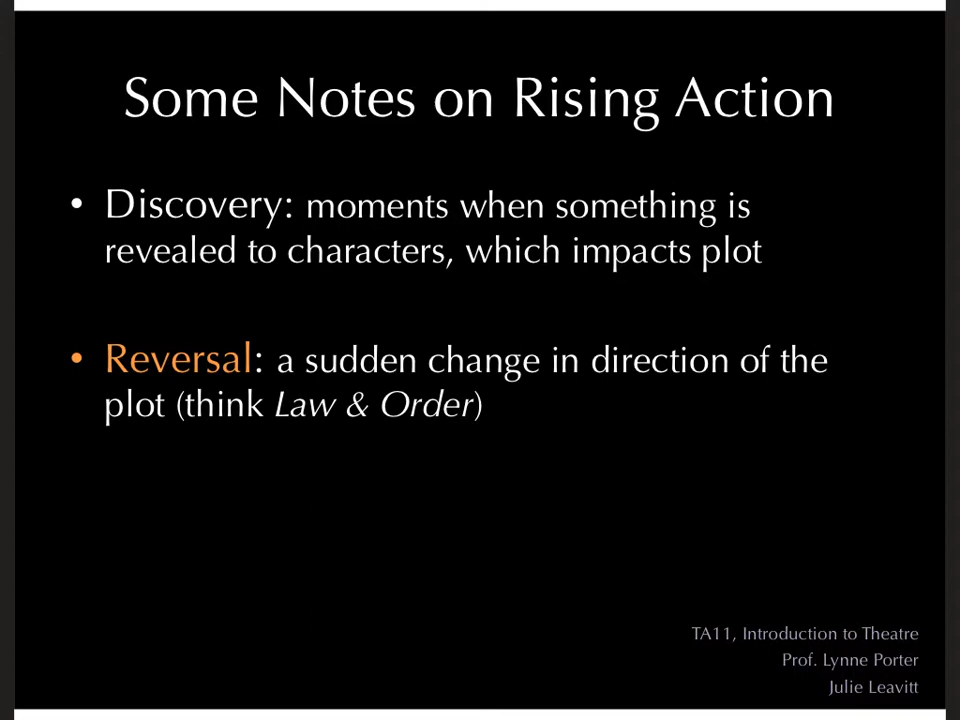 Some Notes on Rising Action
• Discovery: moments when something is
revealed to characters, which impacts plot
• Reversal: a sudden change in direction of the
plot (think Law & Order)
TA11, Introduction to Theatre
Prof. Lynne Porter
Julie Leavitt